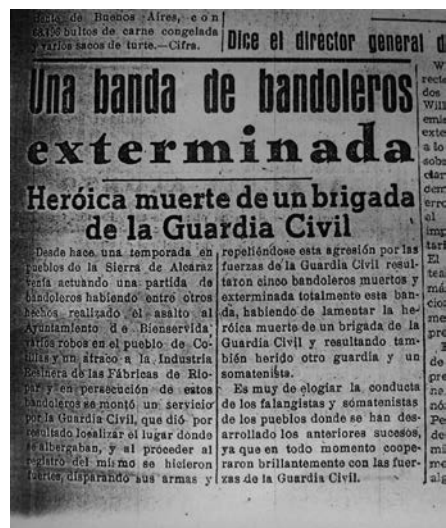 de Buenos Aires, con
bultos de carne congelada
y varios sacos de turte.—Cifra.
Dice el director general d
Una banda de bandoleros
exterminada
Heróica muerte de un brigada
de la Guardia Civil
Desde hace una temporada en
pueblos de la Sierra de Alcaraz
venía actuando una partida de
bandoleros habiendo entre otros
hechos realizado el asalto al
Ayuntamiento de Bienservida
varios robos en el pueblo de Co-
tillas y un atraco a la Industria
Resinera de las Fábricas de Rio-
par y en persecución de estos
bandoleros se montó un servicio
por la Guardia Civil, que dió por
resultado localizar el lugar donde
se albergaban, y al proceder al
registro del mismo se hicieron
fuertes, disparando sus armas y
repeliéndose esta agresión por las
fuerzas de la Guardia Civil resul-
taron cinco bandoleros muertos y
exterminada totalmente esta ban-
da, habiendo de lamentar la he-
róica muerte de un brigada de la
Guardia Civil y resultando tam-
bién herido otro guardia y un
somatenista.
Es muy de elogiar la conducta
de los falangistas y somatenistas
de los pueblos donde se han des-
arrollado los anteriores sucesos,
ya que en todo momento coope-
raron brillantemente con las fuer-
zas de la Guardia Civil.